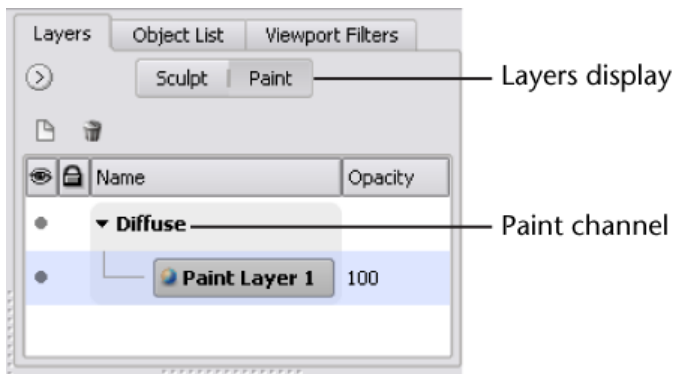 Layers Object List Viewport Filters
Sculpt Paint Layers display
Name Opacity
Diffuse Paint channel
Paint Layer 1 100